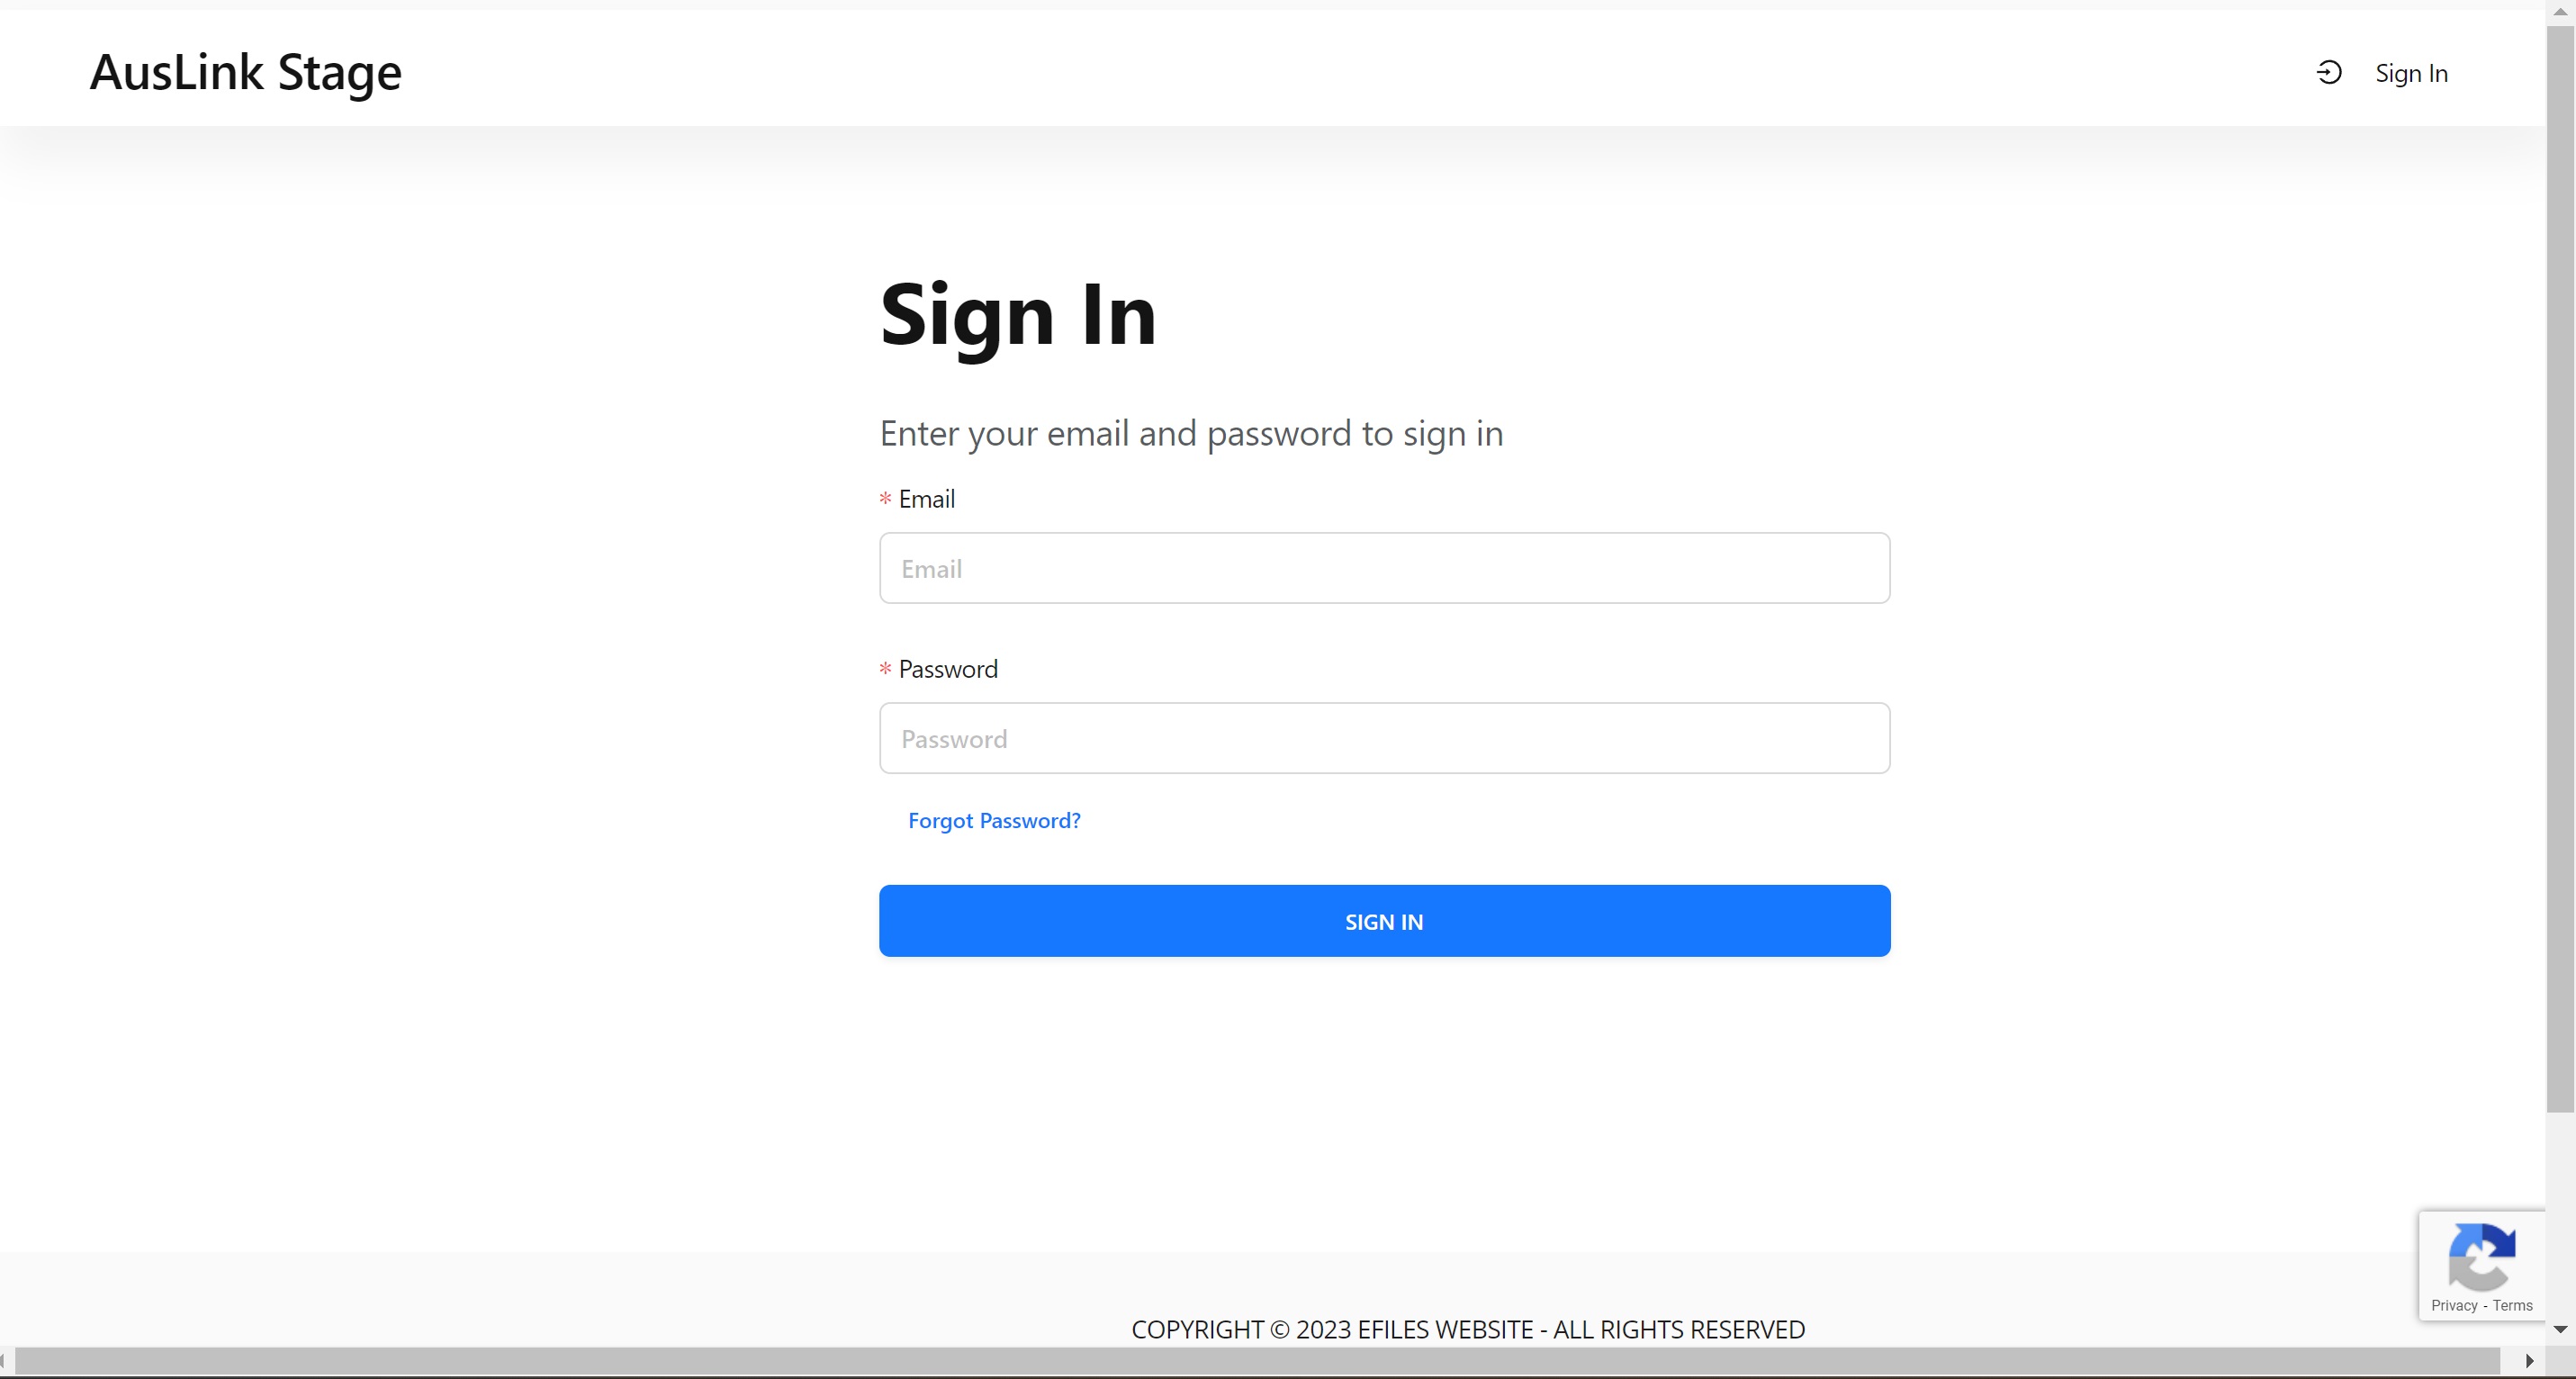 AusLink Stage
Sign In
Sign In
Enter your email and password to sign in
* Email
Email
* Password
Password
Forgot Password?
SIGN IN
Privacy - Terms
COPYRIGHT © 2023 EFILES WEBSITE - ALL RIGHTS RESERVED